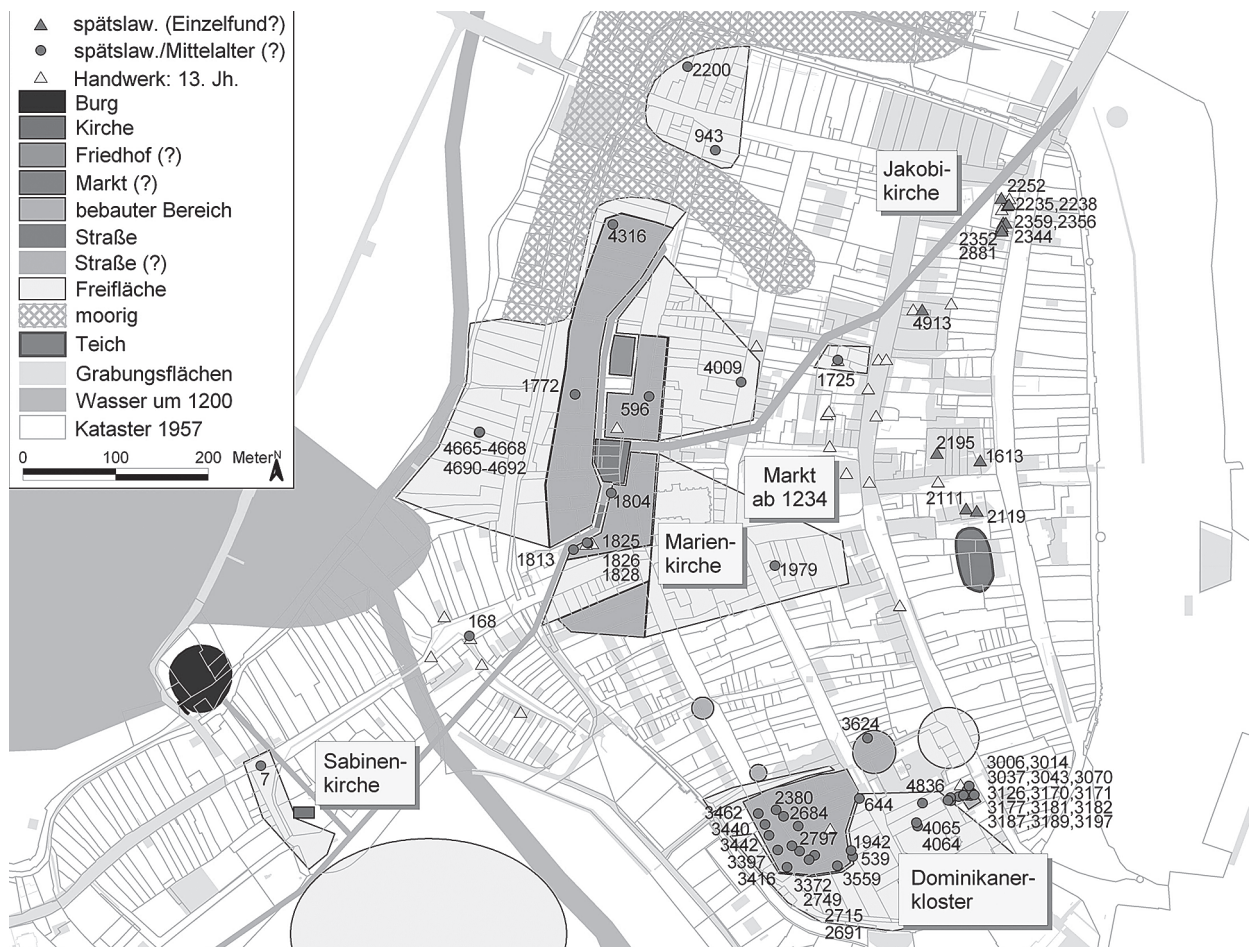 spätslaw. (Einzelfund?)
spätslaw./Mittelalter (?)
Handwerk: 13. Jh.
Burg
Kirche
Friedhof (?)
Markt (?)
bebauter Bereich
Straße
Straße (?)
Freifläche
moorig
Teich
Grabungsflächen
Wasser um 1200
Kataster 1957
0 100 200 Meter N
2200
943
Jakobi-
kirche
2252
2235,2238
2359,2356
2352 2344
2881
4316
4913
1772
4009
1725
596
4665-4668
4690-4692
2195
1613
Markt
ab 1234
1804
2111
2119
1813
1825
1826
1828
Marien-
kirche
1979
168
3624
Sabinen-
kirche
7
3006,3014
3037,3043,3070
3126,3170,3171
3177,3181,3182
3187,3189,3197
4836
644
2380
2684
3462
3440
3442
2797
3397
3416
4065
4064
1942
539
3559
3372
2749
2715
2691
Dominikaner-
kloster